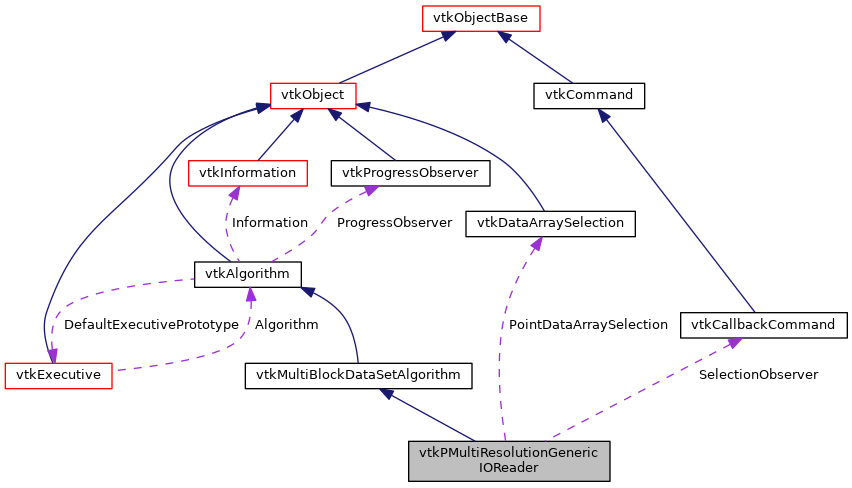 vtkObjectBase
vtkObject
vtkCommand
vtkInformation
vtkProgressObserver
vtkDataArraySelection
Information
ProgressObserver
vtkAlgorithm
DefaultExecutivePrototype
Algorithm
PointDataArraySelection
vtkCallbackCommand
vtkExecutive
vtkMultiBlockDataSetAlgorithm
SelectionObserver
vtkPMultiResolutionGeneric
IOReader